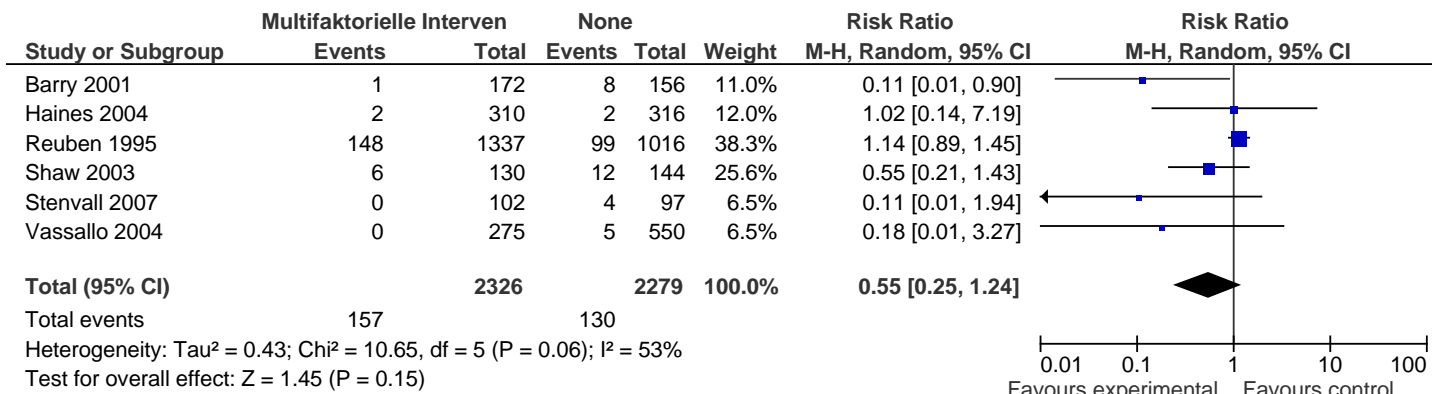 Multifaktorielle Interven None Risk Ratio Risk Ratio
Study or Subgroup Events Total Events Total Weight M-H, Random, 95% CI M-H, Random, 95% CI
Barry 2001 1 172 8 156 11.0% 0.11 [0.01, 0.90]
Haines 2004 2 310 2 316 12.0% 1.02 [0.14, 7.19]
Reuben 1995 148 1337 99 1016 38.3% 1.14 [0.89, 1.45]
Shaw 2003 6 130 12 144 25.6% 0.55 [0.21, 1.43]
Stenvall 2007 0 102 4 97 6.5% 0.11 [0.01, 1.94]
Vassallo 2004 0 275 5 550 6.5% 0.18 [0.01, 3.27]
Total (95% CI) 2326 2279 100.0% 0.55 [0.25, 1.24]
Total events 157 130
Heterogeneity: Tau² = 0.43; Chi² = 10.65, df = 5 (P = 0.06); I² = 53%
Test for overall effect: Z = 1.45 (P = 0.15)
0.01 0.1 1 10 100
Favours experimental Favours control